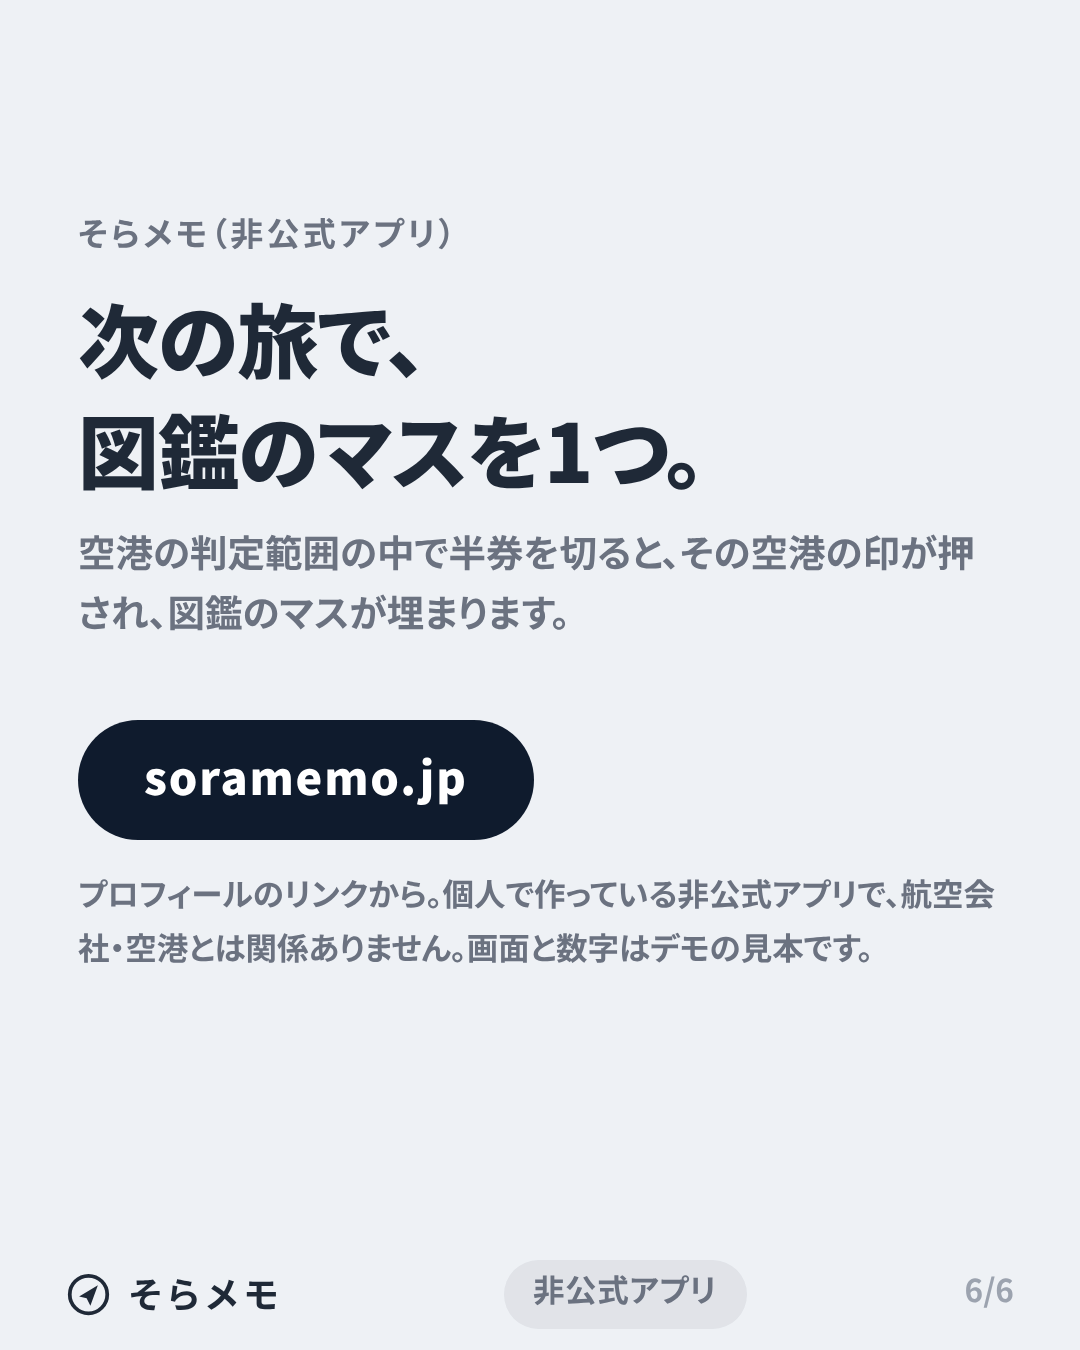 そらメモ（非公式アプリ）
次の旅で、
図鑑のマスを1つ。
空港の判定範囲の中で半券を切ると、その空港の印が押
され、図鑑のマスが埋まります。
soramemo.jp
プロフィールのリンクから。個人で作っている非公式アプリで、航空会
社・空港とは関係ありません。画面と数字はデモの見本です。
そらメモ
非公式アプリ
6/6